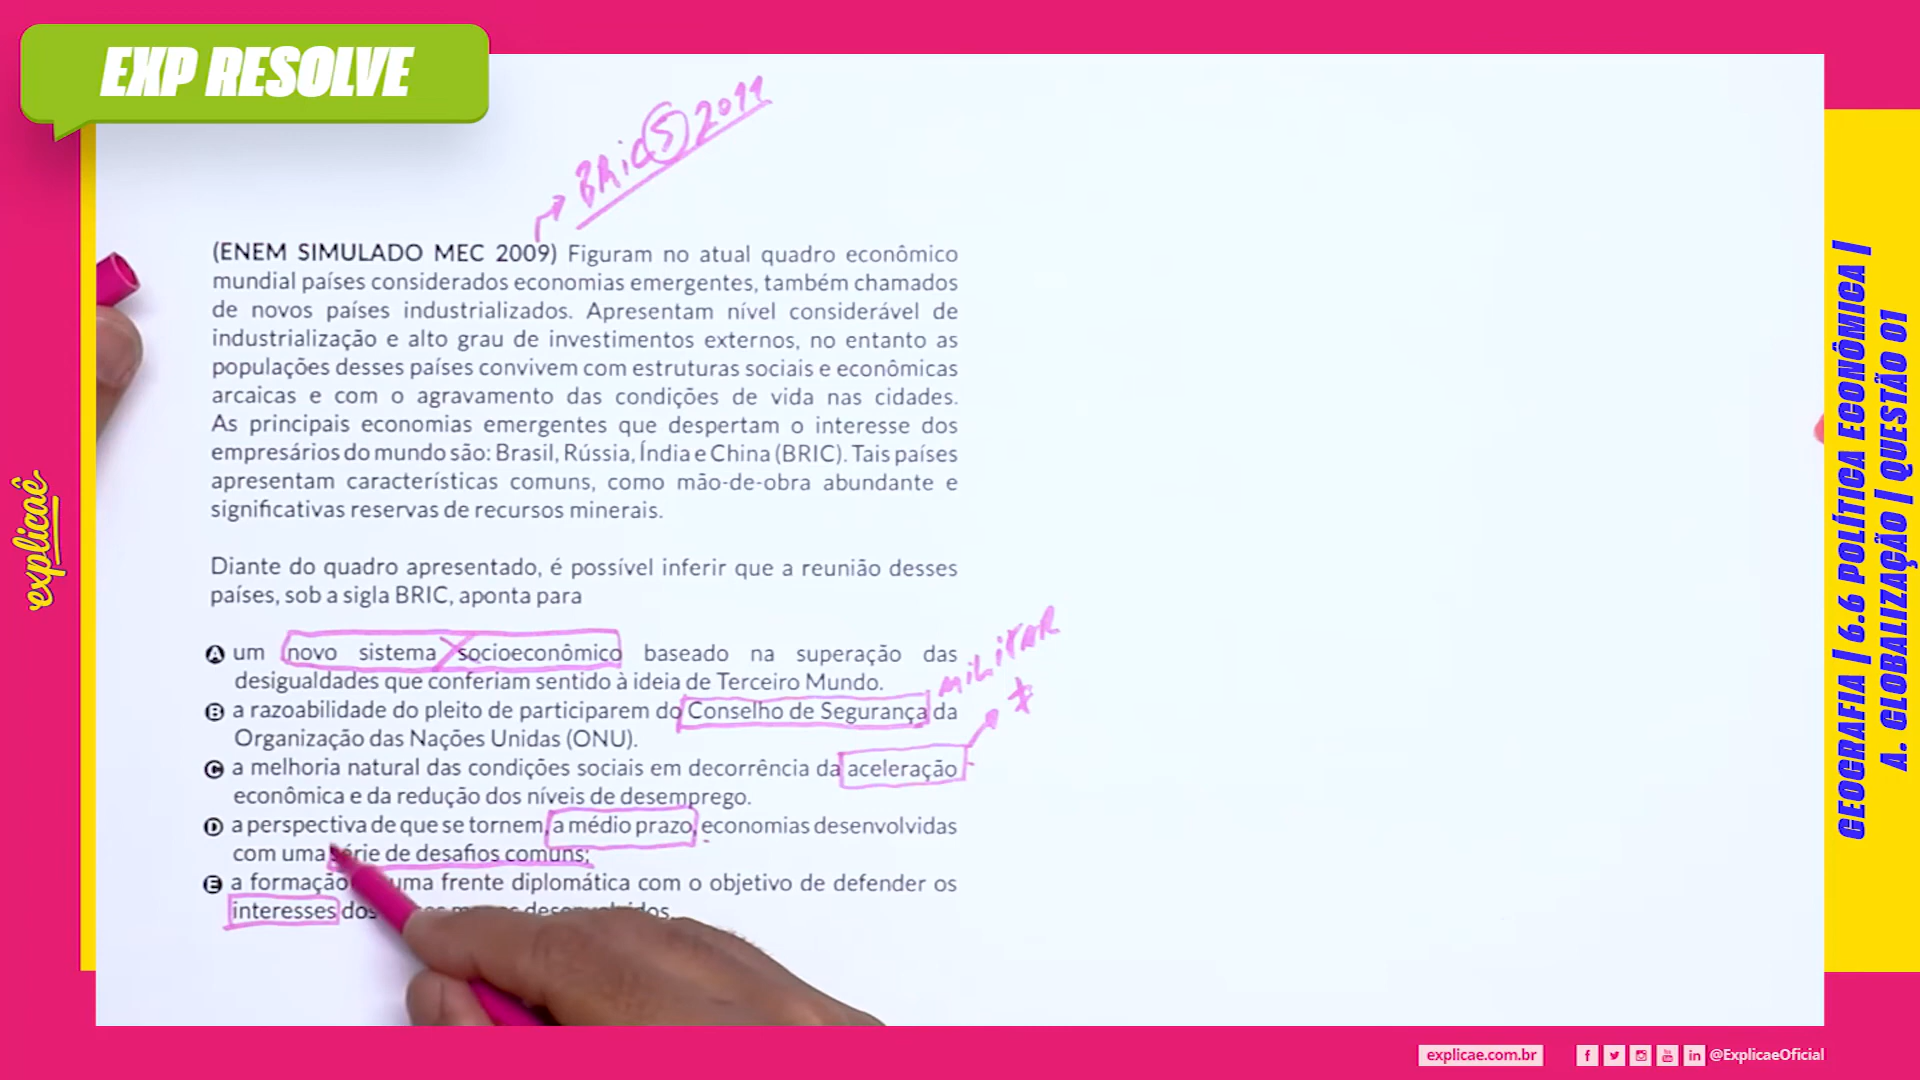 EXP RESOLVE
BRICS 2011
(ENEM SIMULADO MEC 2009) Figuram no atual quadro econômico
mundial países considerados economias emergentes, também chamados
de novos países industrializados. Apresentam nível considerável de
industrialização e alto grau de investimentos externos, no entanto as
populações desses países convivem com estruturas sociais e econômicas
arcaicas e com o agravamento das condições de vida nas cidades.
As principais economias emergentes que despertam o interesse dos
empresários do mundo são: Brasil, Rússia, Índia e China (BRIC). Tais países
apresentam características comuns, como mão-de-obra abundante e
significativas reservas de recursos minerais.
Diante do quadro apresentado, é possível inferir que a reunião desses
países, sob a sigla BRIC, aponta para
A um novo sistema socioeconômico baseado na superação das
desigualdades que conferiam sentido à ideia de Terceiro Mundo.
MILITAR
B a razoabilidade do pleito de participarem do Conselho de Segurança da
Organização das Nações Unidas (ONU).
C a melhoria natural das condições sociais em decorrência da aceleração
econômica e da redução dos níveis de desemprego.
D a perspectiva de que se tornem, a médio prazo, economias desenvolvidas
com uma série de desafios comuns;
E a formação uma frente diplomática com o objetivo de defender os
interesses dos desenvolvidos.
explicaê
GEOGRAFIA | 6.6 POLÍTICA ECONÔMICA |
A. GLOBALIZAÇÃO | QUESTÃO 01
explicae.com.br
@ExplicaeOficial